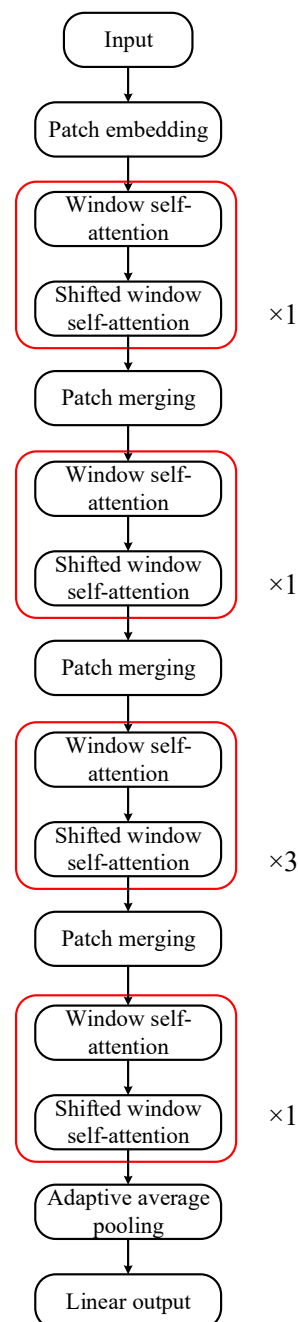 Input
Patch embedding
Window self-
attention
Shifted window
self-attention
×1
Patch merging
Window self-
attention
Shifted window
self-attention
×1
Patch merging
Window self-
attention
Shifted window
self-attention
×3
Patch merging
Window self-
attention
Shifted window
self-attention
×1
Adaptive average
pooling
Linear output